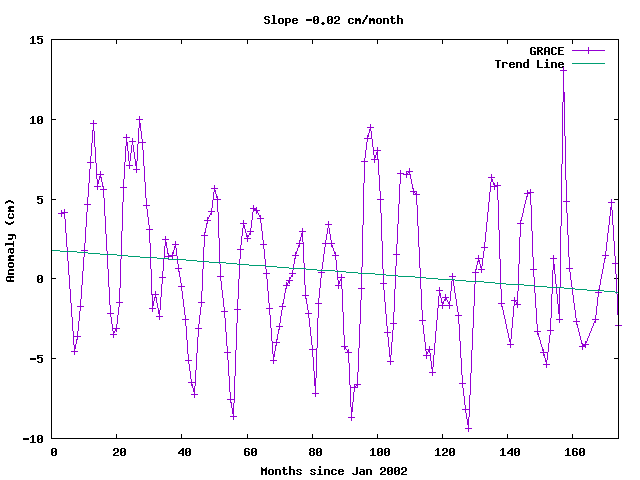 Slope -0.02 cm/month
15
10
5
0
-5
-10
Anomaly (cm)
GRACE
Trend Line
0 20 40 60 80 100 120 140 160
Months since Jan 2002